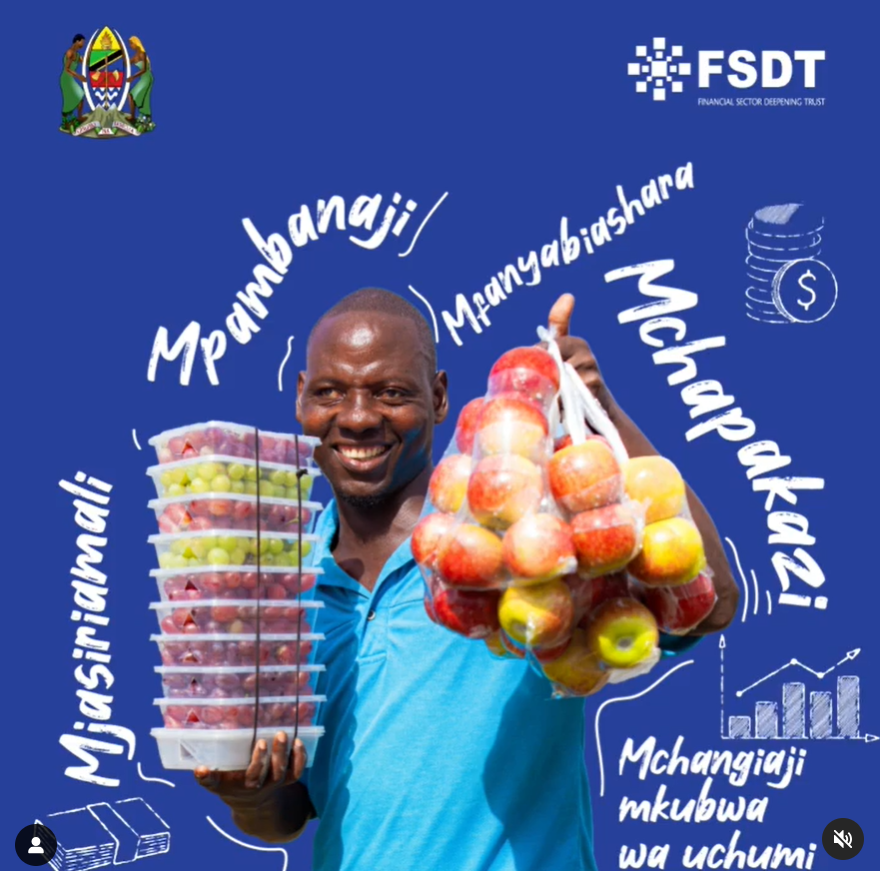 FSDT
FINANCIAL SECTOR DEEPENING TRUST
Mpambanaji
Mfanyabiashara
Mchapakazi
Mjasiriamali
$
Mchangiaji
mkubwa
wa uchumi